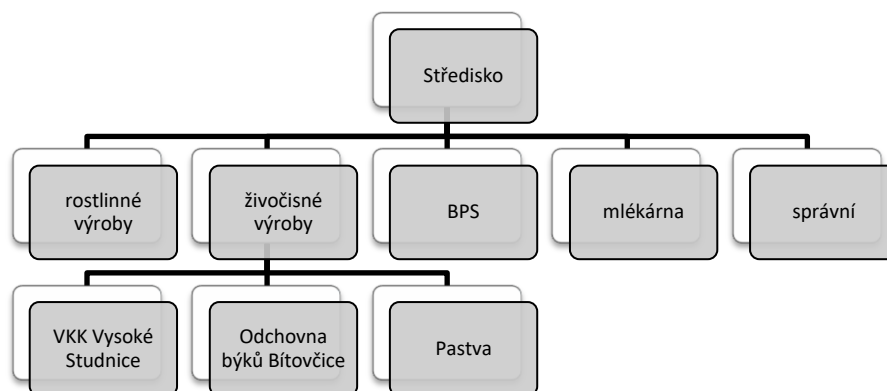 Středisko
rostlinné
výroby
živočisné
výroby
BPS
mlékárna
správní
VKK Vysoké
Studnice
Odchovna
býků Bítovčice
Pastva